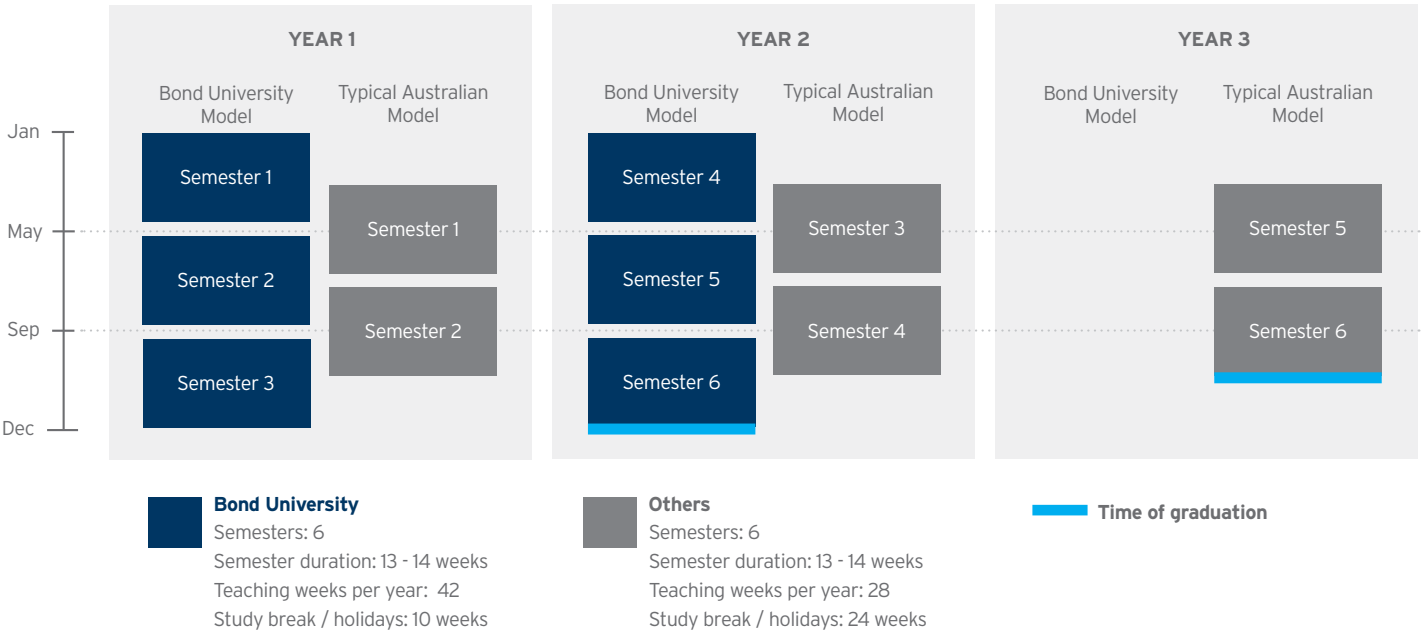 YEAR 1
Bond University
Model
Typical Australian
Model
YEAR 2
Bond University
Model
Typical Australian
Model
YEAR 3
Bond University
Model
Typical Australian
Model
Jan
May
Sep
Dec
Semester 1
Semester 2
Semester 3
Semester 1
Semester 2
Semester 4
Semester 5
Semester 6
Semester 3
Semester 4
Semester 5
Semester 6
Bond University
Semesters: 6
Semester duration: 13 - 14 weeks
Teaching weeks per year: 42
Study break / holidays: 10 weeks
Others
Semesters: 6
Semester duration: 13 - 14 weeks
Teaching weeks per year: 28
Study break / holidays: 24 weeks
Time of graduation